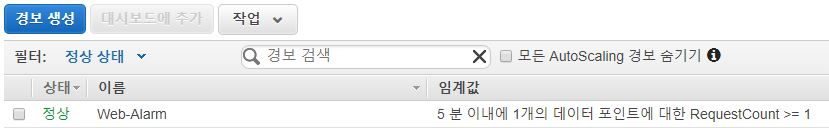 경보 생성 대시보드에 추가 작업
필터: 정상 상태 경보 검색 모든 AutoScaling 경보 숨기기
상태 이름 임계값
정상 Web-Alarm 5 분 이내에 1개의 데이터 포인트에 대한 RequestCount >= 1